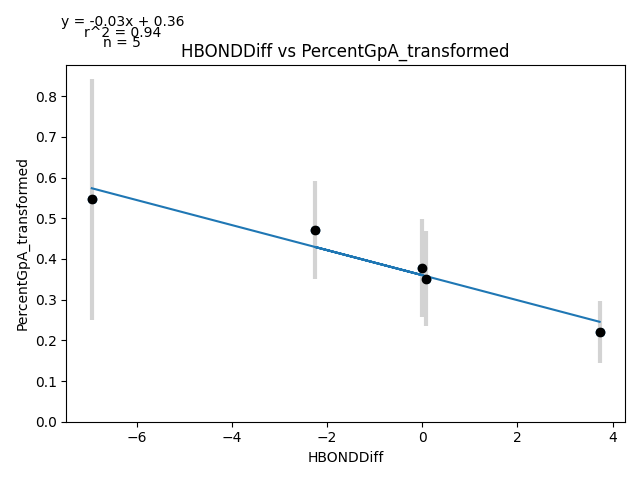 y = -0.03x + 0.36
r^2 = 0.94
n = 5
HBONDDiff vs PercentGpA_transformed
PercentGpA_transformed
0.8
0.7
0.6
0.5
0.4
0.3
0.2
0.1
0.0
−6
−4
−2
0
2
4
HBONDDiff